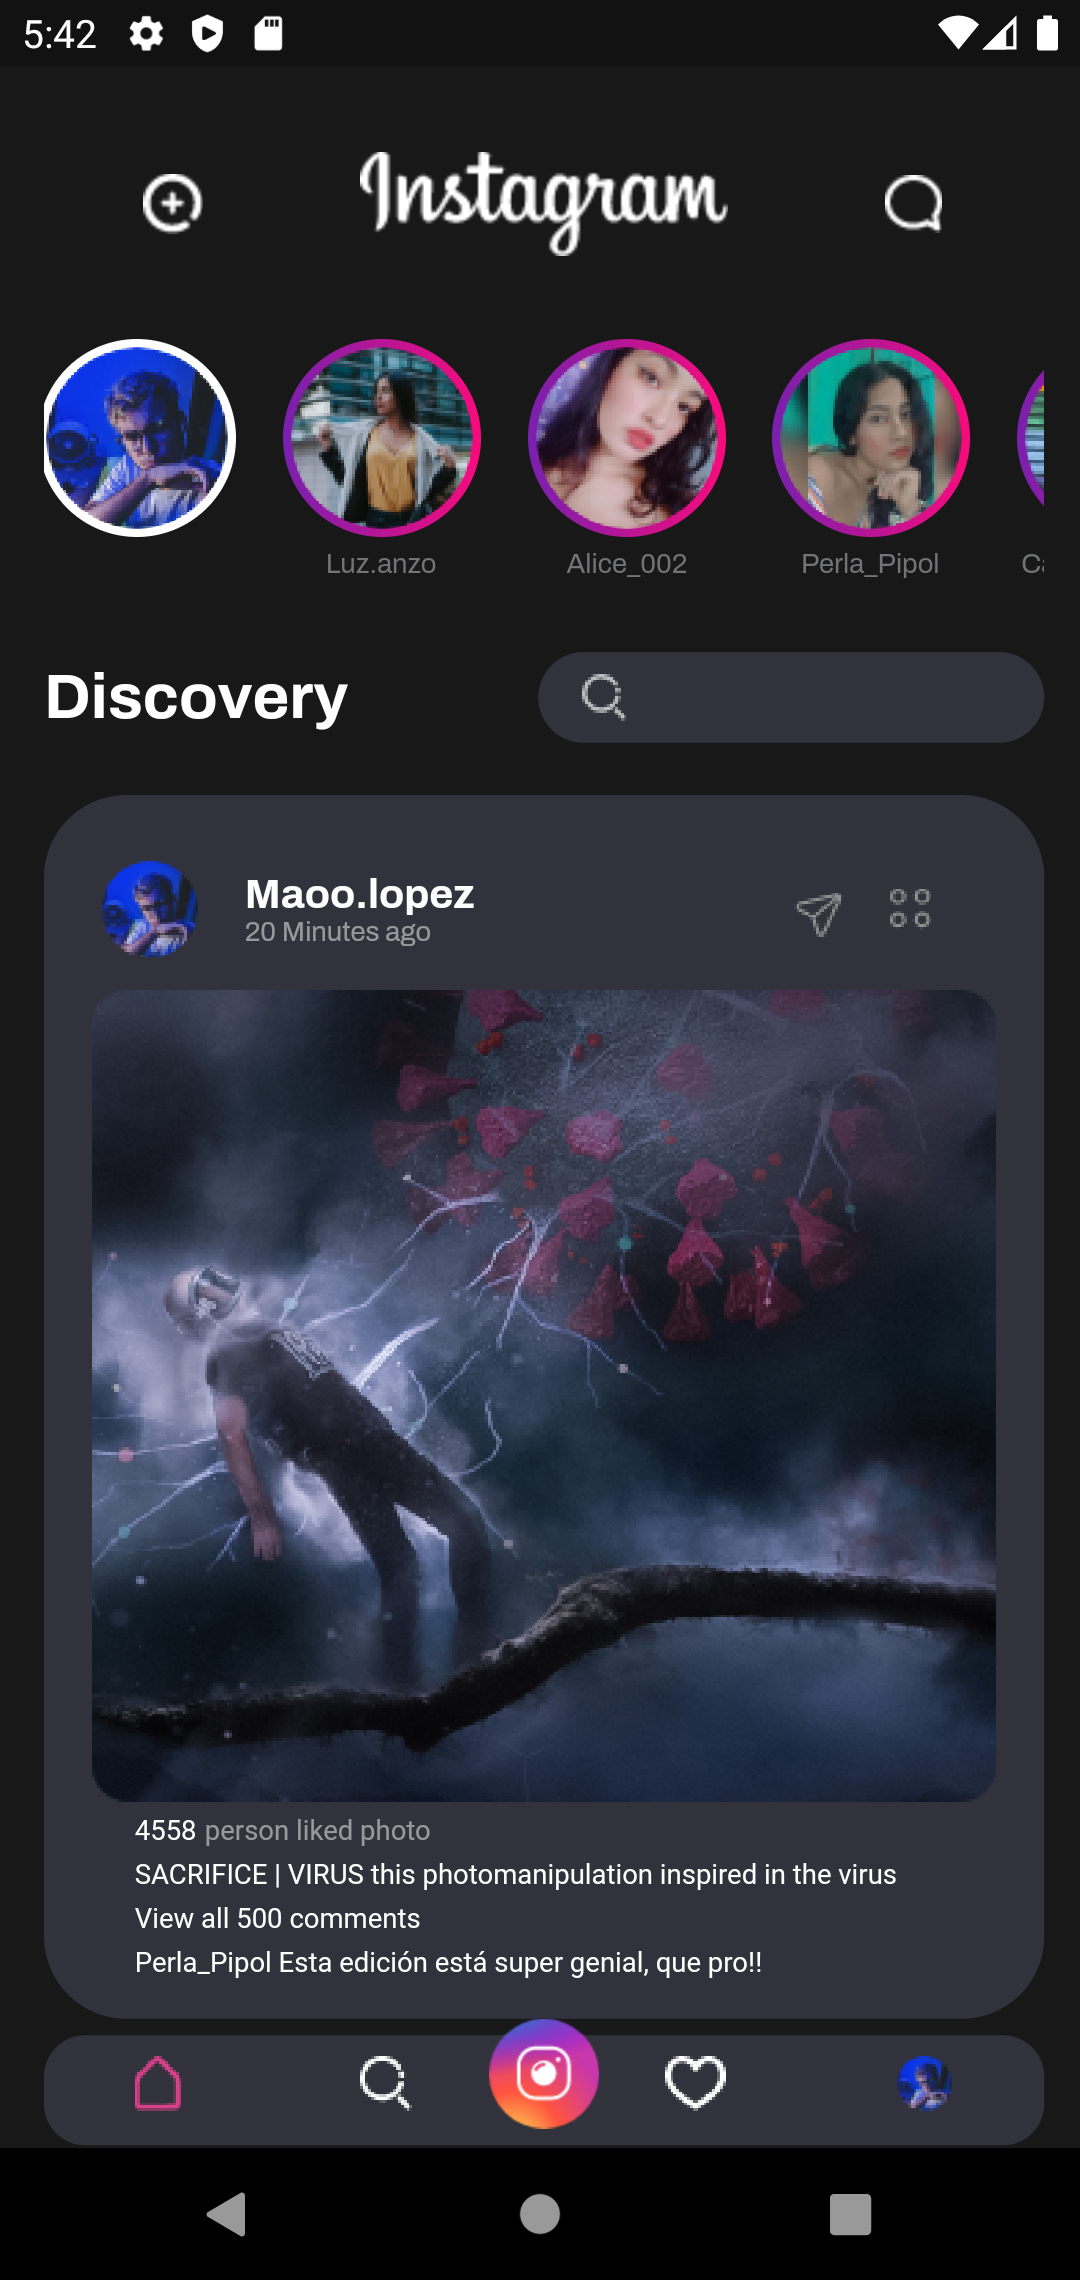 5:42
Instagram
Luz.anzo
Alice_002
Perla_Pipol
Discovery
Maoo.lopez
20 Minutes ago
4558 person liked photo
SACRIFICE | VIRUS this photomanipulation inspired in the virus
View all 500 comments
Perla_Pipol Esta edición está super genial, que pro!!